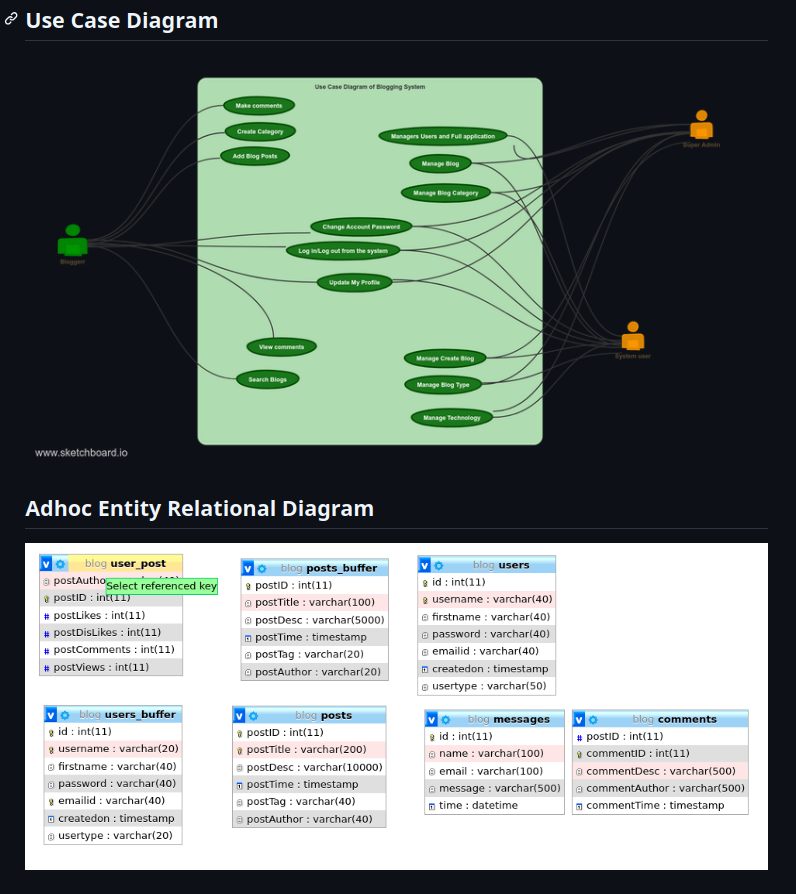 Use Case Diagram
Use Case Diagram of Blogging System
Make comments
Create Category
Add Blog Posts
Managers Users and Full application
Manage Blog
Manage Blog Category
Super Admin
Change Account Password
Log in/Log out from the system
Update My Profile
Blogger
View comments
Search Blogs
Manage Create Blog
Manage Blog Type
Manage Technology
System user
www.sketchboard.io
Adhoc Entity Relational Diagram
blog user_post
postAutho
Select referenced key
postID : int(11)
postLikes : int(11)
postDisLikes : int(11)
postComments : int(11)
postViews : int(11)
blog posts_buffer
postID : int(11)
postTitle : varchar(100)
postDesc : varchar(5000)
postTime : timestamp
postTag : varchar(20)
postAuthor : varchar(20)
blog users
id : int(11)
username : varchar(40)
firstname : varchar(40)
password : varchar(40)
emailid : varchar(40)
createdon : timestamp
usertype : varchar(50)
blog users_buffer
id : int(11)
username : varchar(20)
firstname : varchar(40)
password : varchar(40)
emailid : varchar(40)
createdon : timestamp
usertype : varchar(20)
blog posts
postID : int(11)
postTitle : varchar(200)
postDesc : varchar(10000)
postTime : timestamp
postTag : varchar(40)
postAuthor : varchar(40)
blog messages
id : int(11)
name : varchar(100)
email : varchar(100)
message : varchar(500)
time : datetime
blog comments
postID : int(11)
commentID : int(11)
commentDesc : varchar(500)
commentAuthor : varchar(500)
commentTime : timestamp